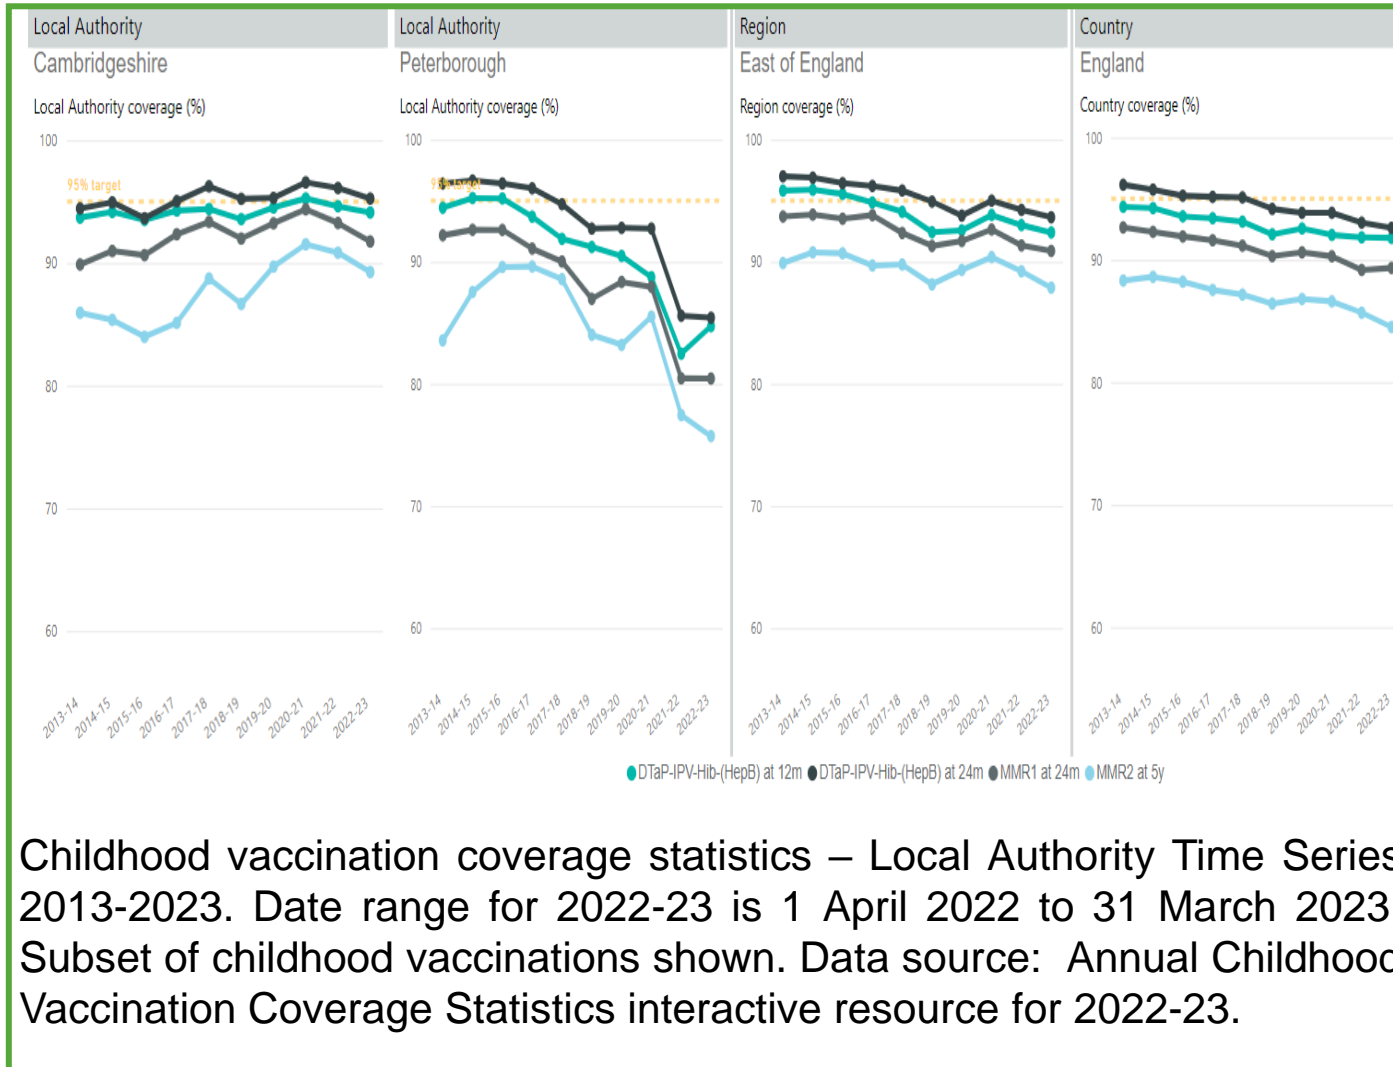 Local Authority
Cambridgeshire
Local Authority coverage (%)
100
95% target
90
80
70
60
2013-14 2014-15 2015-16 2016-17 2017-18 2018-19 2019-20 2020-21 2021-22 2022-23
Local Authority
Peterborough
Local Authority coverage (%)
100
95% target
90
80
70
60
2013-14 2014-15 2015-16 2016-17 2017-18 2018-19 2019-20 2020-21 2021-22 2022-23
Region
East of England
Region coverage (%)
100
90
80
70
60
2013-14 2014-15 2015-16 2016-17 2017-18 2018-19 2019-20 2020-21 2021-22 2022-23
Country
England
Country coverage (%)
100
90
80
70
60
2013-14 2014-15 2015-16 2016-17 2017-18 2018-19 2019-20 2020-21 2021-22 2022-23
DTaP-IPV-Hib-(HepB) at 12m DTaP-IPV-Hib-(HepB) at 24m MMR1 at 24m MMR2 at 5y
Childhood vaccination coverage statistics – Local Authority Time Series
2013-2023. Date range for 2022-23 is 1 April 2022 to 31 March 2023
Subset of childhood vaccinations shown. Data source: Annual Childhood
Vaccination Coverage Statistics interactive resource for 2022-23.